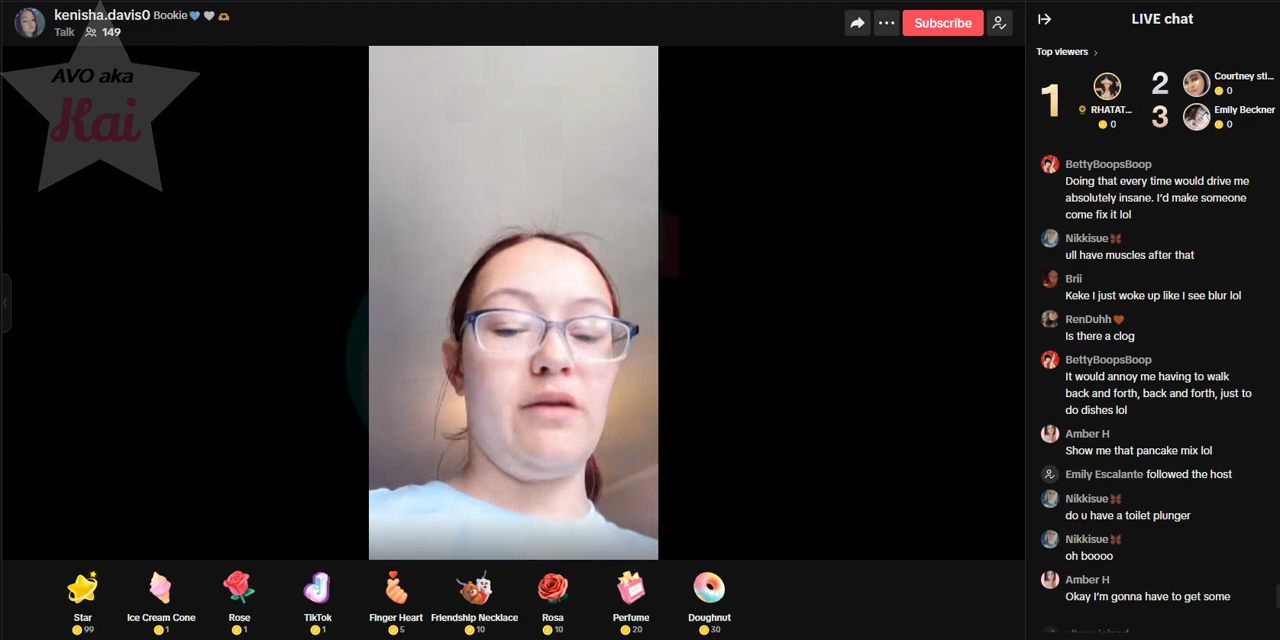 kenisha.davis0 Bookie💙🤍🫶
Talk 149
Subscribe
AVO aka
Kai
LIVE chat
Top viewers >
1 RHATAT... 0
2 Courtney sti... 0
3 Emily Beckner 0
BettyBoopsBoop
Doing that every time would drive me
absolutely insane. I'd make someone
come fix it lol
Nikkisue
ull have muscles after that
Brii
Keke I just woke up like I see blur lol
RenDuhh🧡
Is there a clog
BettyBoopsBoop
It would annoy me having to walk
back and forth, back and forth, just to
do dishes lol
Amber H
Show me that pancake mix lol
Emily Escalante followed the host
Nikkisue
do u have a toilet plunger
Nikkisue
oh boooo
Amber H
Okay I'm gonna have to get some
Star
99
Ice Cream Cone
1
Rose
1
TikTok
1
Finger Heart
5
Friendship Necklace
10
Rosa
10
Perfume
20
Doughnut
30